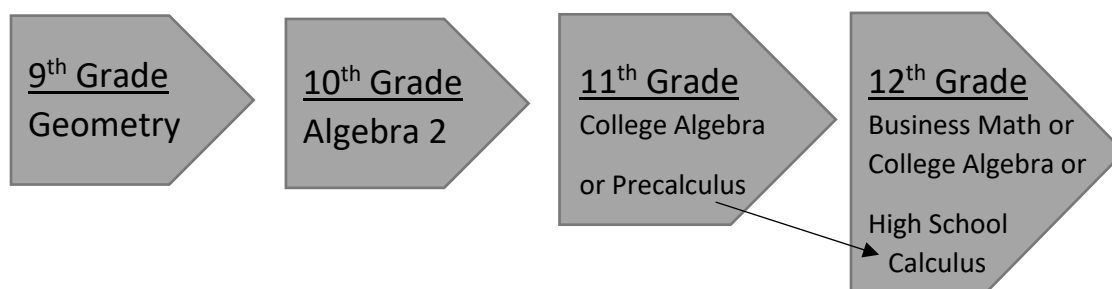 9th Grade
Geometry
10th Grade
Algebra 2
11th Grade
College Algebra
or Precalculus
12th Grade
Business Math or
College Algebra or
High School
Calculus